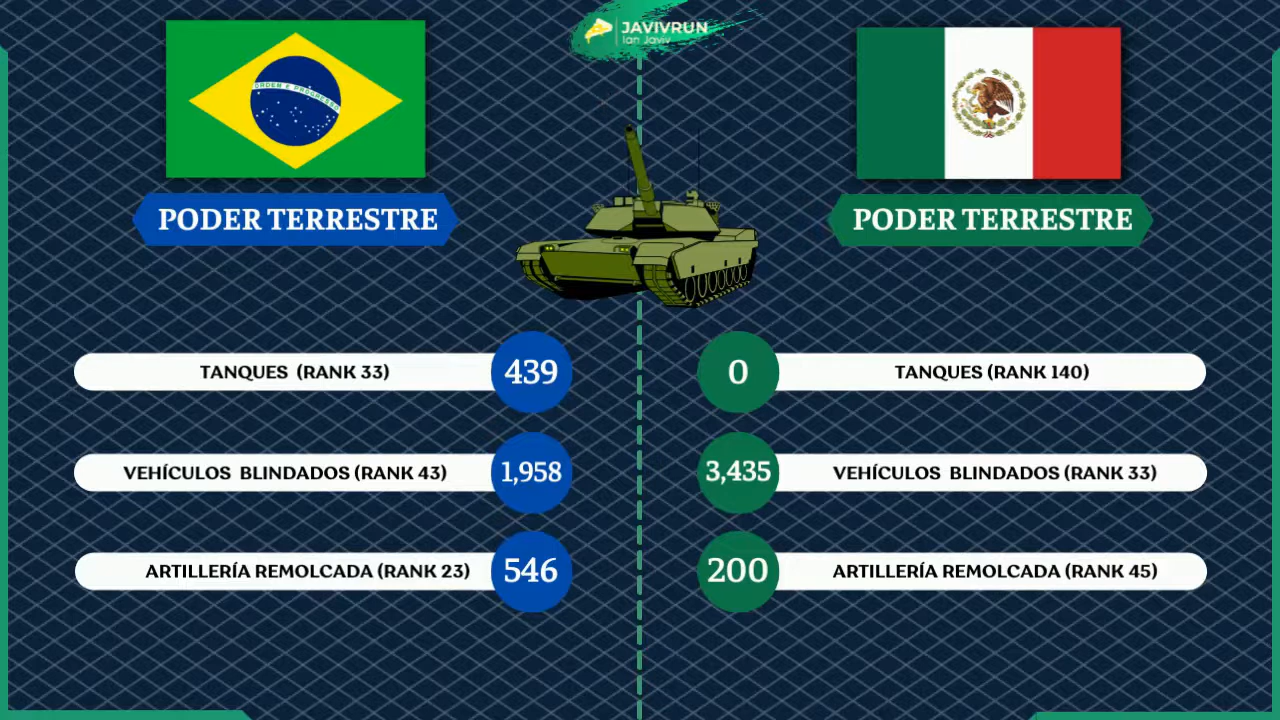 JAVIVRUN
Ian Javiv
ORDEM E PROGRESSO
PODER TERRESTRE
PODER TERRESTRE
TANQUES (RANK 33)
439
0
TANQUES (RANK 140)
VEHÍCULOS BLINDADOS (RANK 43)
1,958
3,435
VEHÍCULOS BLINDADOS (RANK 33)
ARTILLERÍA REMOLCADA (RANK 23)
546
200
ARTILLERÍA REMOLCADA (RANK 45)